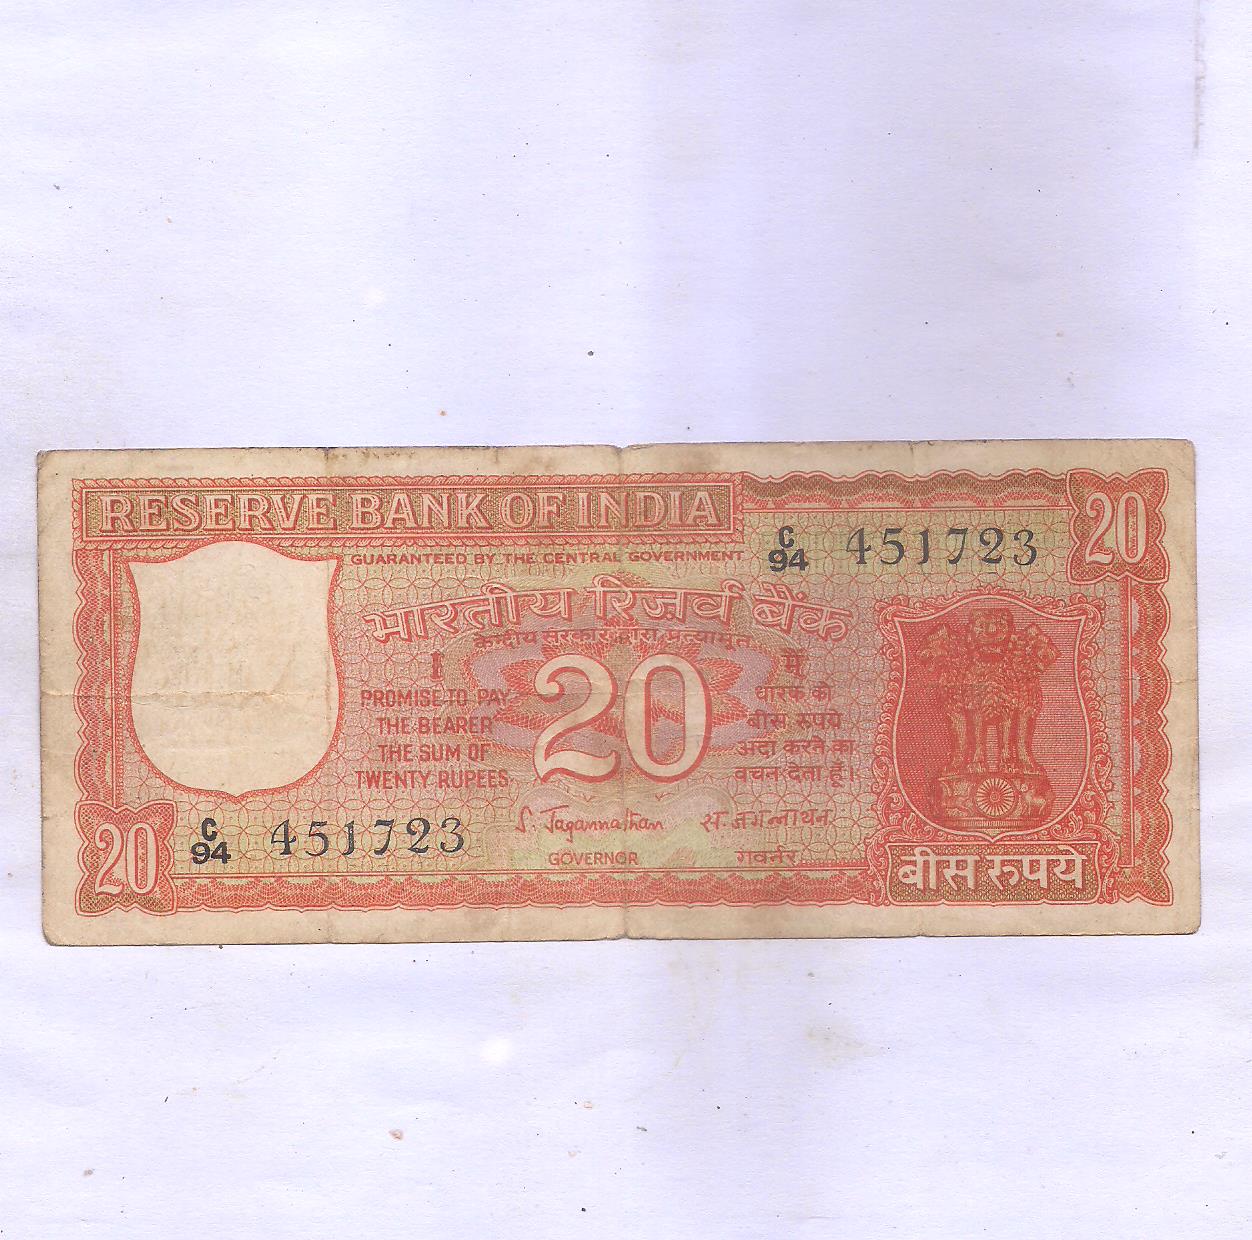 RESERVE BANK OF INDIA
20
GUARANTEED BY THE CENTRAL GOVERNMENT
C/94 451723
भारतीय रिज़र्व बैंक
केन्द्रीय सरकार द्वारा प्रत्याभूत
I
PROMISE TO PAY
THE BEARER
THE SUM OF
TWENTY RUPEES
20
मैं
धारक को
बीस रुपये
अदा करने का
वचन देता हूँ।
C/94 451723
S. Jagannathan
स. जगन्नाथन
GOVERNOR
गवर्नर
20
बीस रुपये